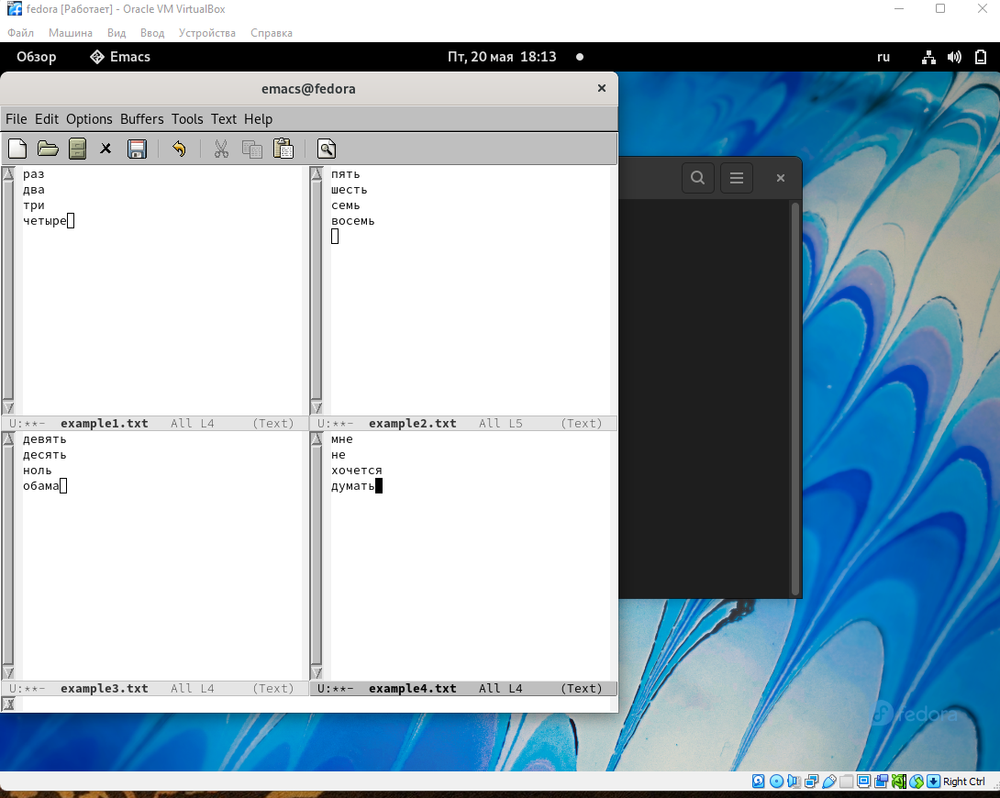 fedora [Работает] - Oracle VM VirtualBox
Файл Машина Вид Ввод Устройства Справка
Обзор Emacs Пт, 20 мая 18:13 ru
emacs@fedora
File Edit Options Buffers Tools Text Help
раз
два
три
четыре
U:**- example1.txt All L4 (Text)
пять
шесть
семь
восемь
U:**- example2.txt All L5 (Text)
девять
десять
ноль
обама
U:**- example3.txt All L4 (Text)
мне
не
хочется
думать
U:**- example4.txt All L4 (Text)
fedora
Right Ctrl